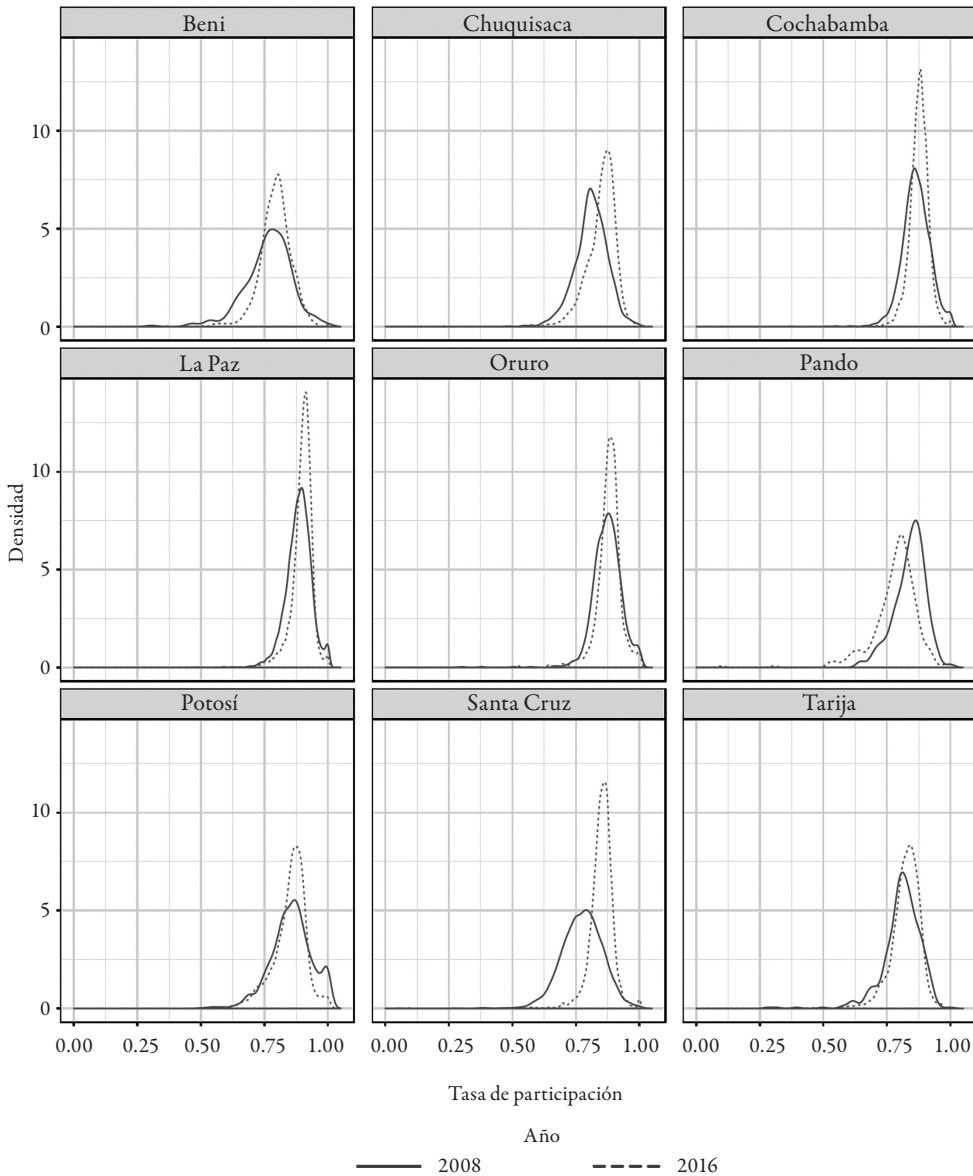 Beni
Chuquisaca
Cochabamba
10
5
0
La Paz
Oruro
Pando
Densidad
10
5
0
Potosí
Santa Cruz
Tarija
10
5
0
0.00 0.25 0.50 0.75 1.00
0.00 0.25 0.50 0.75 1.00
0.00 0.25 0.50 0.75 1.00
Tasa de participación
Año
2008 2016